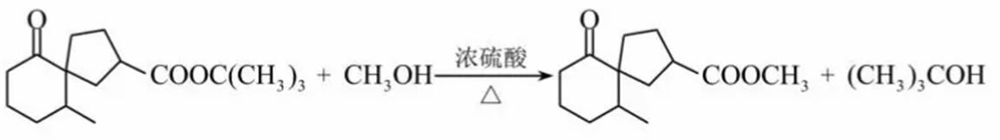 O O
COOC(CH₃)₃ + CH₃OH 浓硫酸 △ COOCH₃ + (CH₃)₃COH